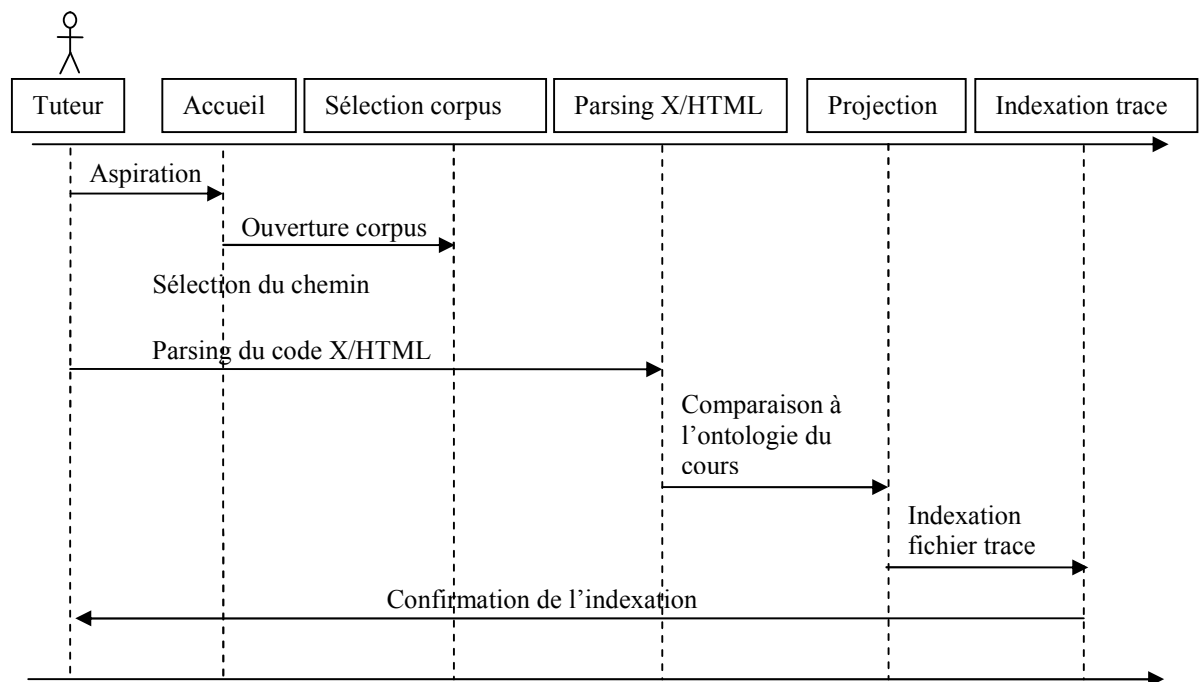 Tuteur
Accueil
Sélection corpus
Parsing X/HTML
Projection
Indexation trace
Aspiration
Ouverture corpus
Sélection du chemin
Parsing du code X/HTML
Comparaison à
l’ontologie du
cours
Indexation
fichier trace
Confirmation de l’indexation